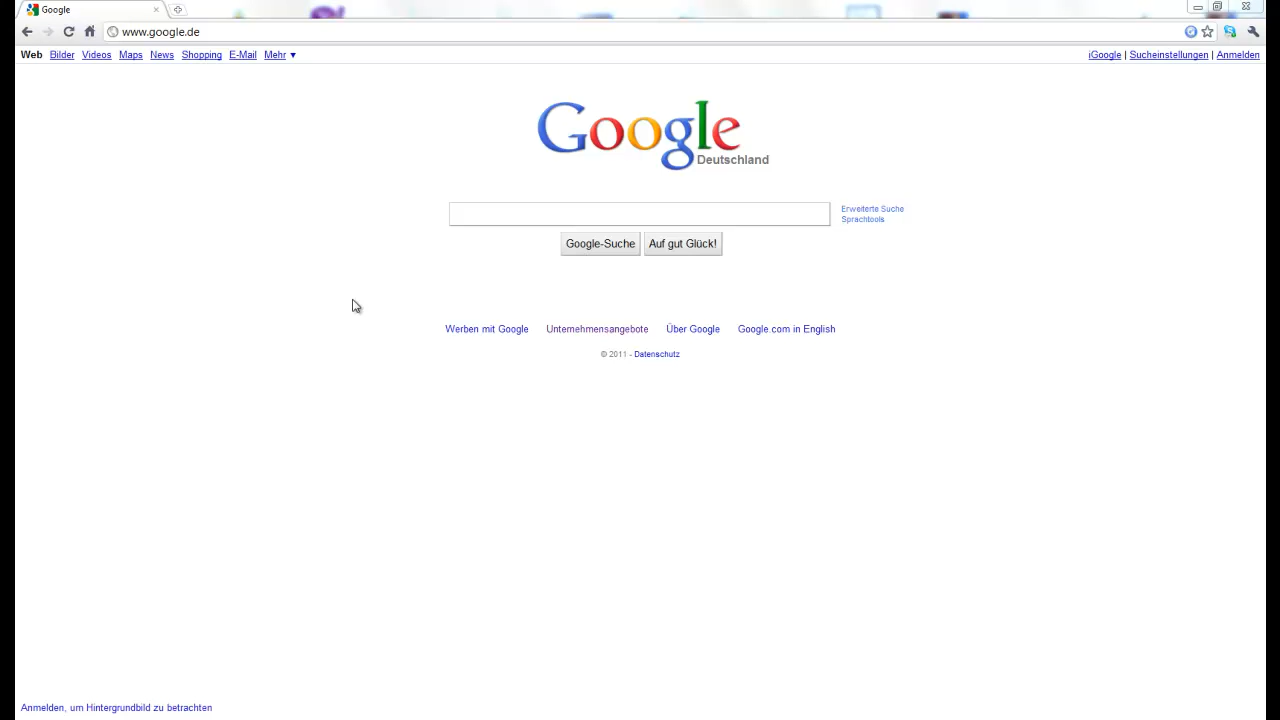 Google
www.google.de
Web Bilder Videos Maps News Shopping E-Mail Mehr ▼ iGoogle | Sucheinstellungen | Anmelden
Google
Deutschland
Erweiterte Suche
Sprachtools
Google-Suche Auf gut Glück!
Werben mit Google Unternehmensangebote Über Google Google.com in English
© 2011 - Datenschutz
Anmelden, um Hintergrundbild zu betrachten